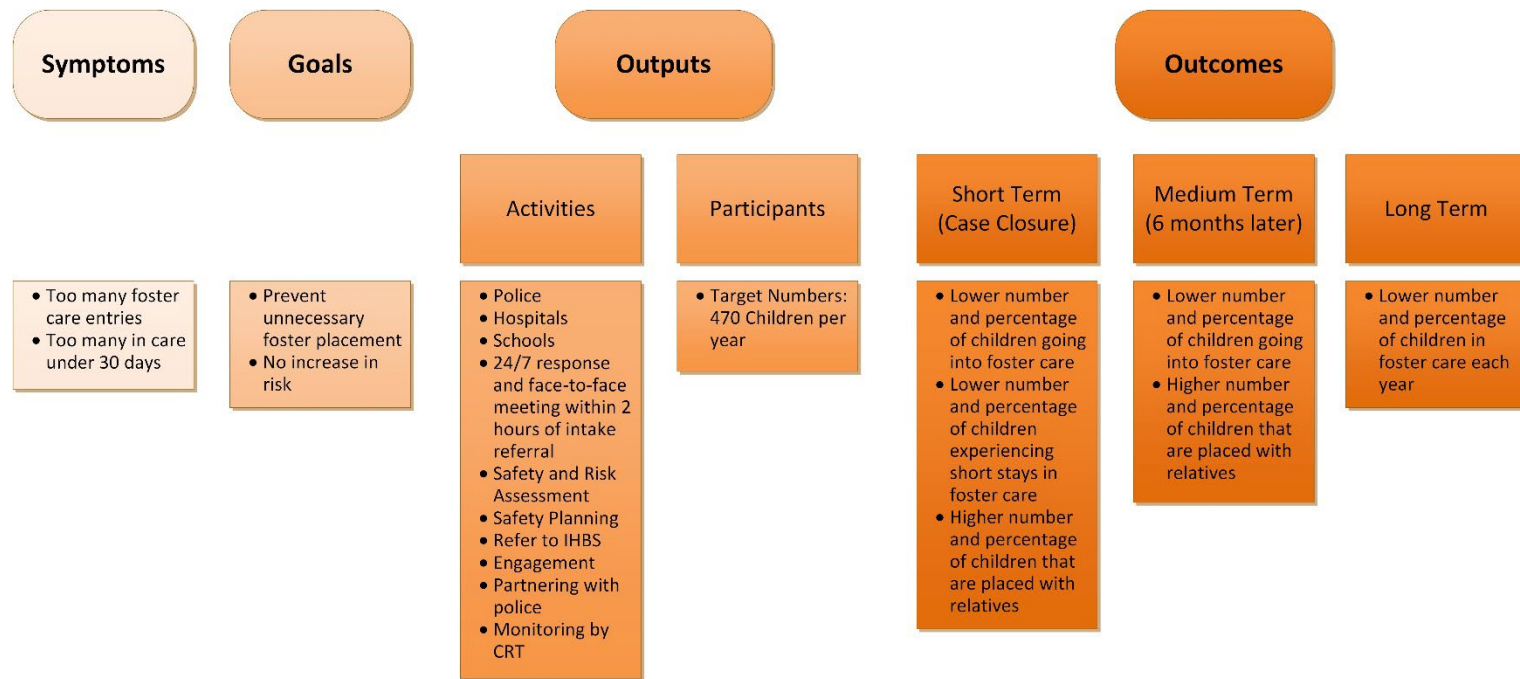 Symptoms
Goals
Outputs
Outcomes
Activities
Participants
Short Term
(Case Closure)
Medium Term
(6 months later)
Long Term
• Too many foster
care entries
• Too many in care
under 30 days
• Prevent
unnecessary
foster placement
• No increase in
risk
• Police
• Hospitals
• Schools
• 24/7 response
and face-to-face
meeting within 2
hours of intake
referral
• Safety and Risk
Assessment
• Safety Planning
• Refer to IHBS
• Engagement
• Partnering with
police
• Monitoring by
CRT
• Target Numbers:
470 Children per
year
• Lower number
and percentage
of children going
into foster care
• Lower number
and percentage
of children
experiencing
short stays in
foster care
• Higher number
and percentage
of children that
are placed with
relatives
• Lower number
and percentage
of children going
into foster care
• Higher number
and percentage
of children that
are placed with
relatives
• Lower number
and percentage
of children in
foster care each
year